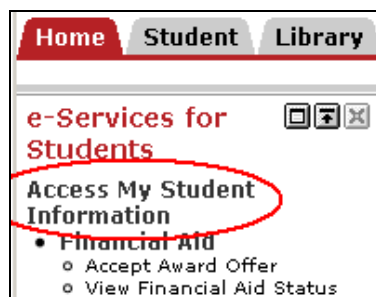 Home Student Library
e-Services for
Students
Access My Student
Information
• Financial Aid
○ Accept Award Offer
○ View Financial Aid Status